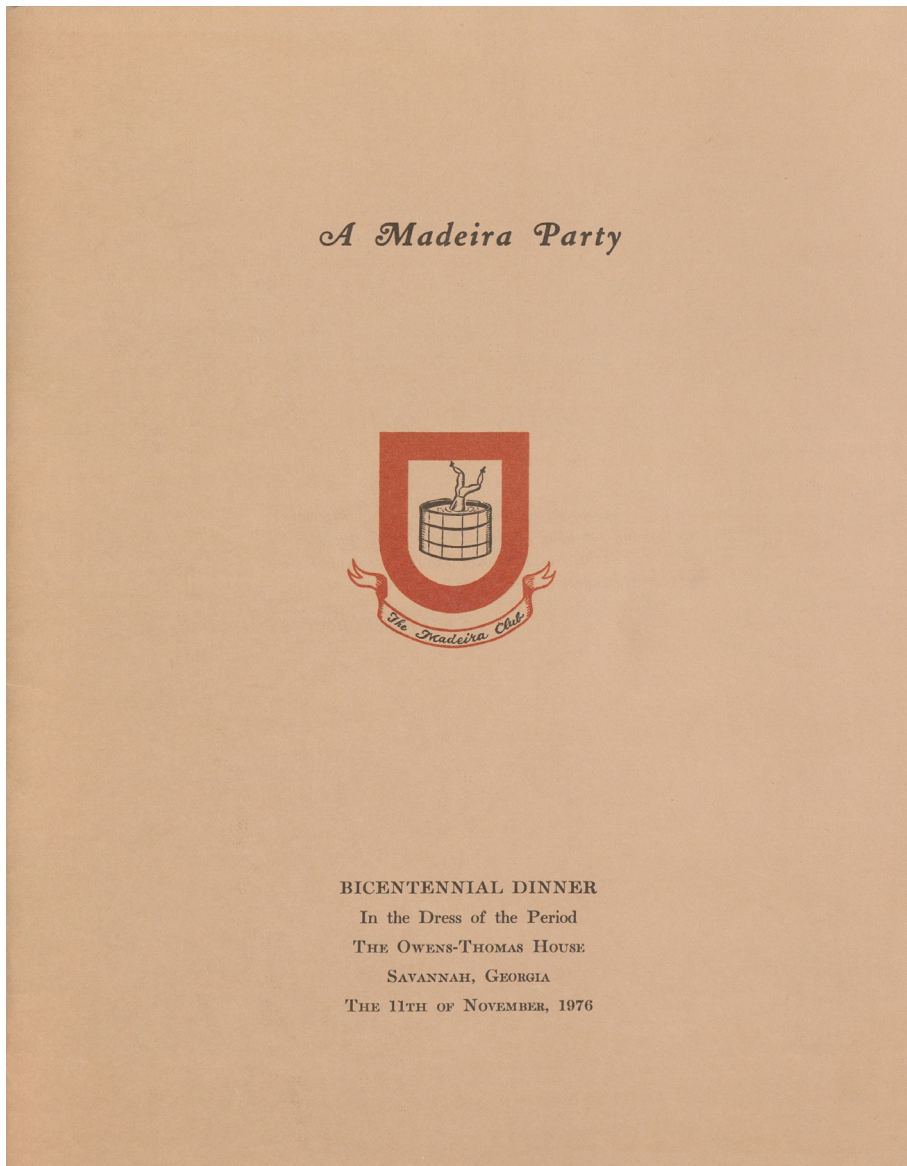 A Madeira Party
The Madeira Club
BICENTENNIAL DINNER
In the Dress of the Period
THE OWENS-THOMAS HOUSE
SAVANNAH, GEORGIA
THE 11TH OF NOVEMBER, 1976